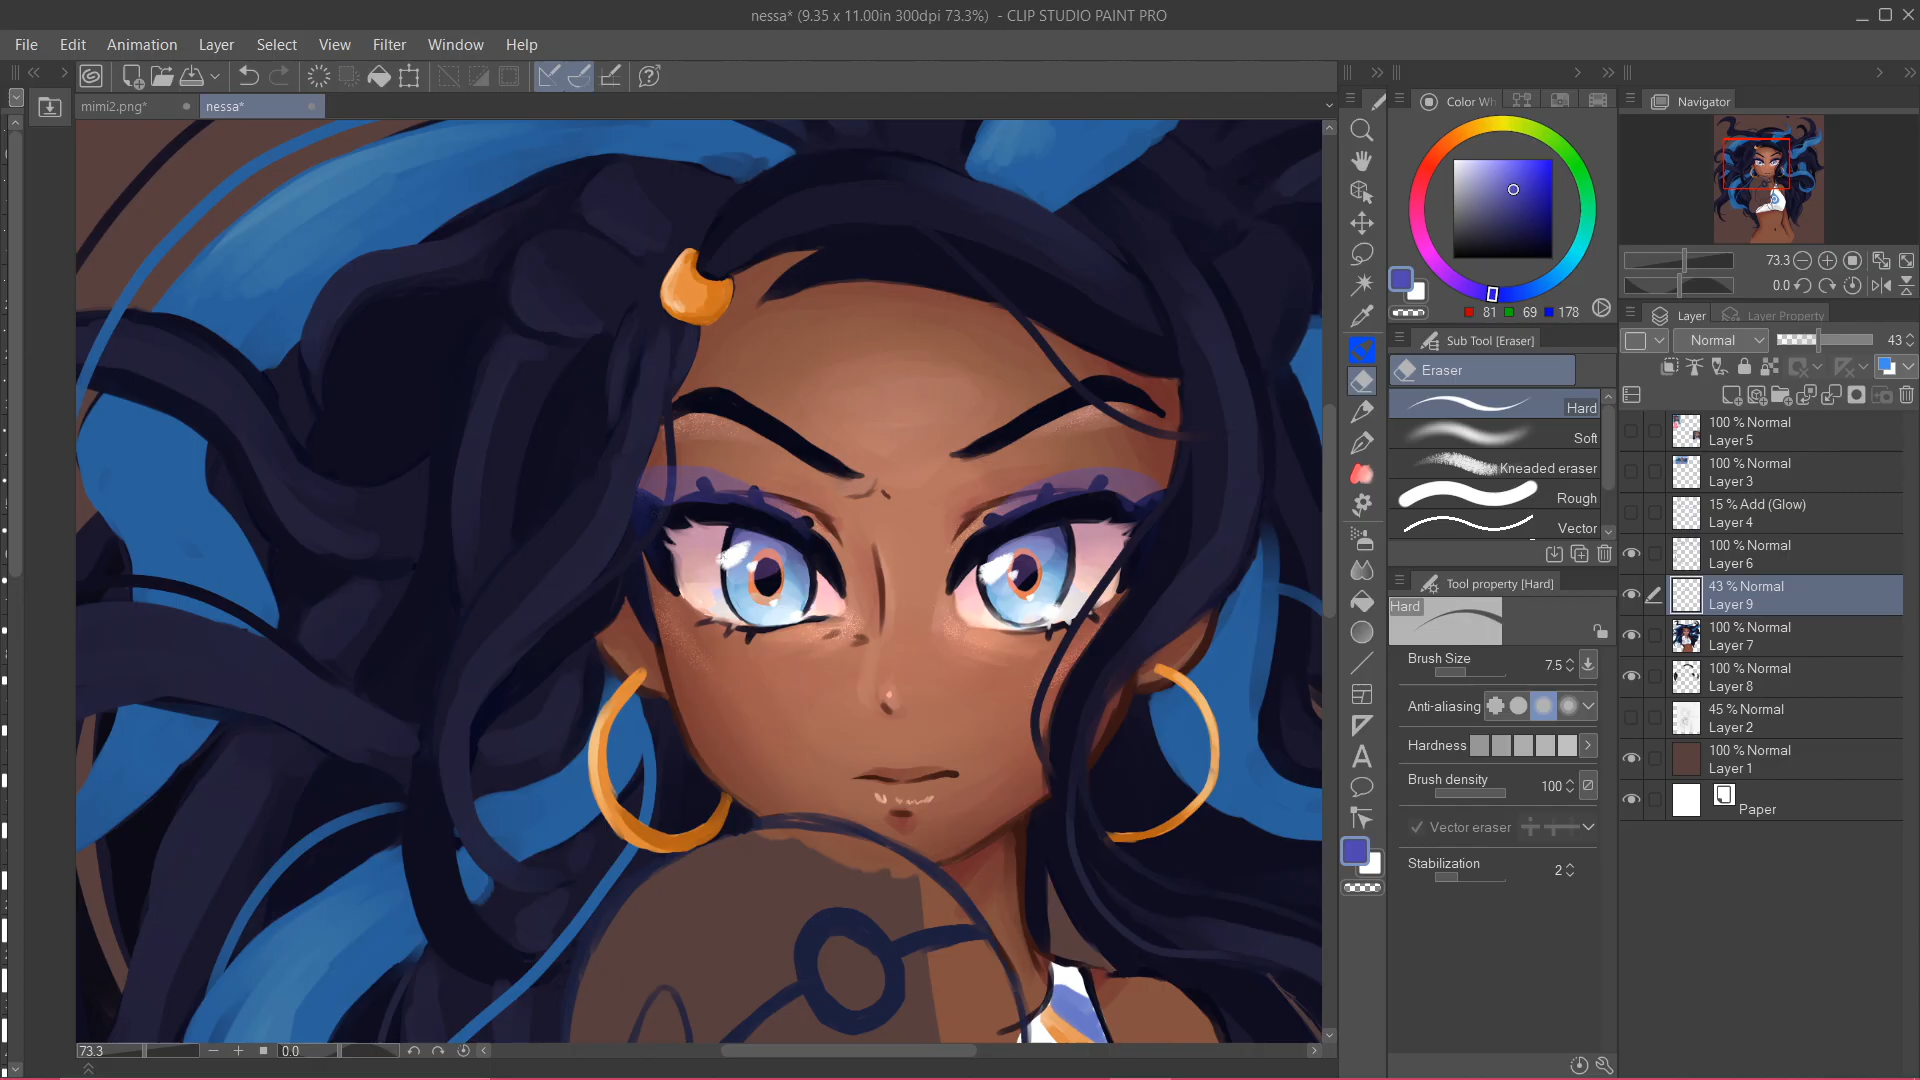 nessa* (9.35 x 11.00in 300dpi 73.3%) - CLIP STUDIO PAINT PRO
File Edit Animation Layer Select View Filter Window Help
mimi2.png* nessa*
Color Wh
Navigator
73.3
0.0
81 69 178
Layer Layer Property
Normal 43
Sub Tool [Eraser]
Eraser
Hard
Soft
Kneaded eraser
Rough
Vector
Tool property [Hard]
Hard
Brush Size 7.5
Anti-aliasing
Hardness
Brush density 100
Vector eraser
Stabilization 2
100 % Normal
Layer 5
100 % Normal
Layer 3
15 % Add (Glow)
Layer 4
100 % Normal
Layer 6
43 % Normal
Layer 9
100 % Normal
Layer 7
100 % Normal
Layer 8
45 % Normal
Layer 2
100 % Normal
Layer 1
Paper
73.3 0.0